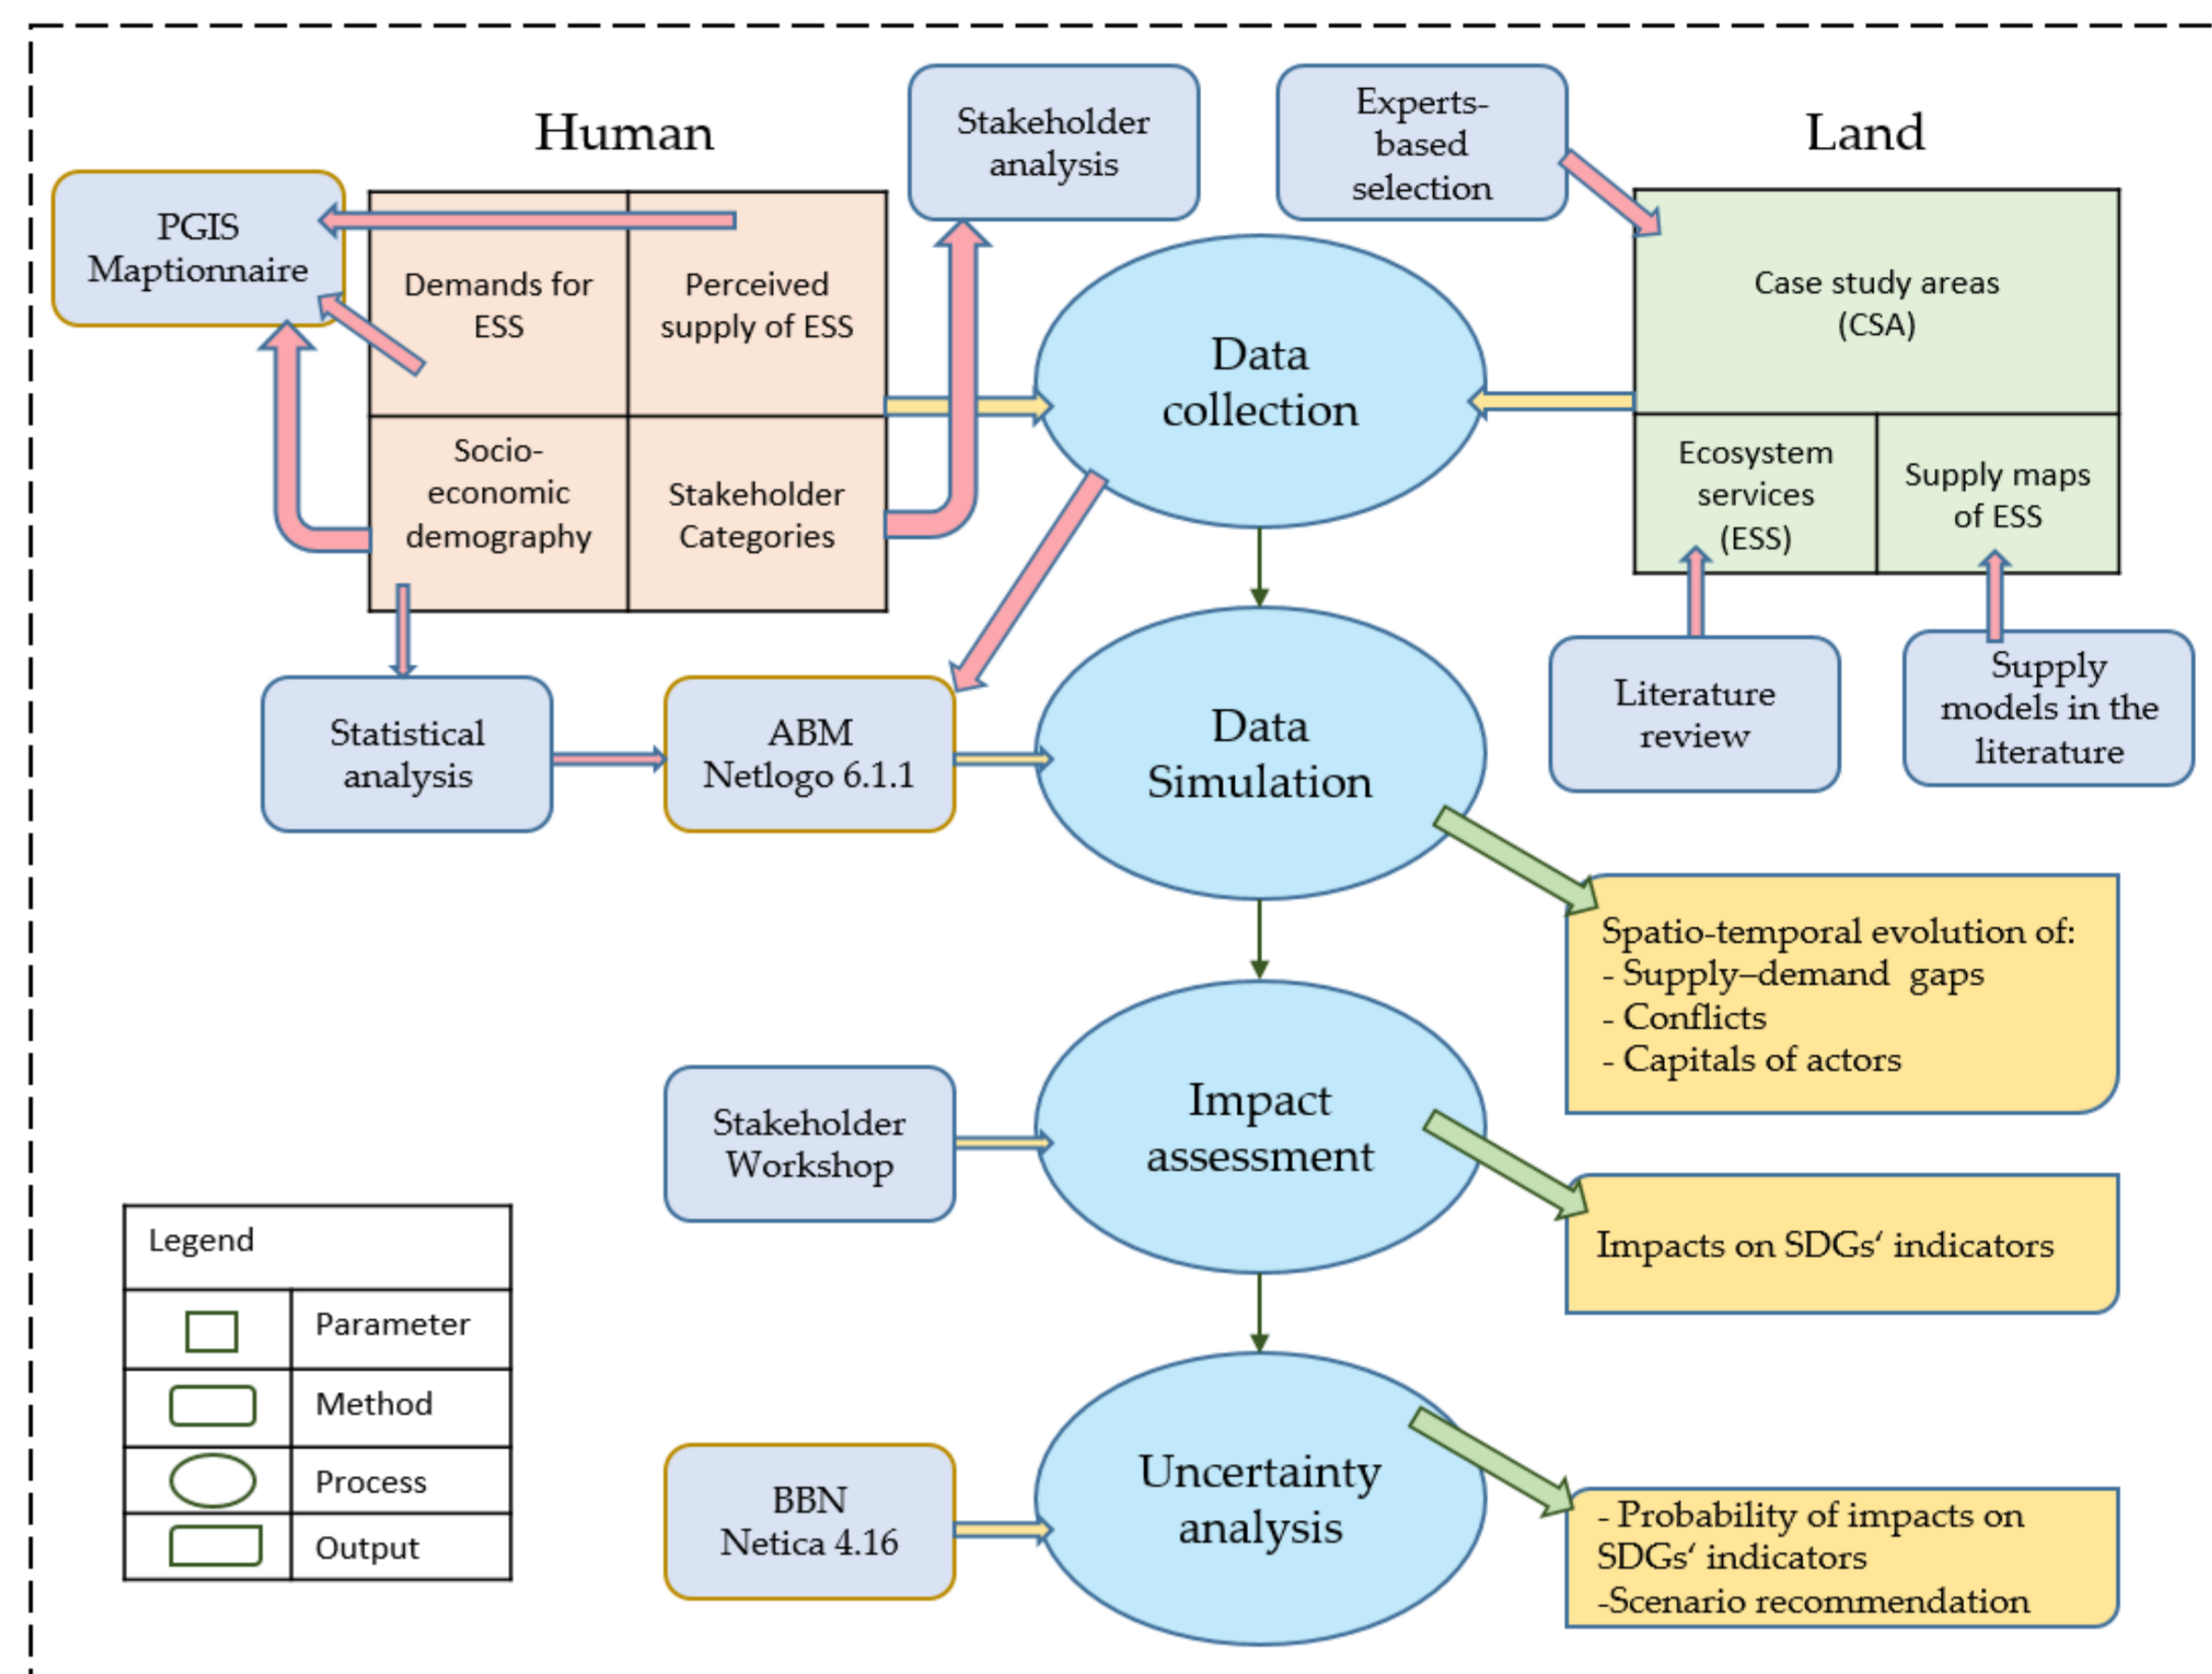 Human
Land
Stakeholder
analysis
Experts-
based
selection
PGIS
Maptionnaire
Demands for
ESS
Perceived
supply of ESS
Socio-
economic
demography
Stakeholder
Categories
Data
collection
Case study areas
(CSA)
Ecosystem
services
(ESS)
Supply maps
of ESS
Statistical
analysis
ABM
Netlogo 6.1.1
Data
Simulation
Literature
review
Supply
models in the
literature
Spatio-temporal evolution of:
- Supply–demand gaps
- Conflicts
- Capitals of actors
Stakeholder
Workshop
Impact
assessment
Impacts on SDGs‘ indicators
Legend
Parameter
Method
Process
Output
BBN
Netica 4.16
Uncertainty
analysis
- Probability of impacts on
SDGs‘ indicators
-Scenario recommendation